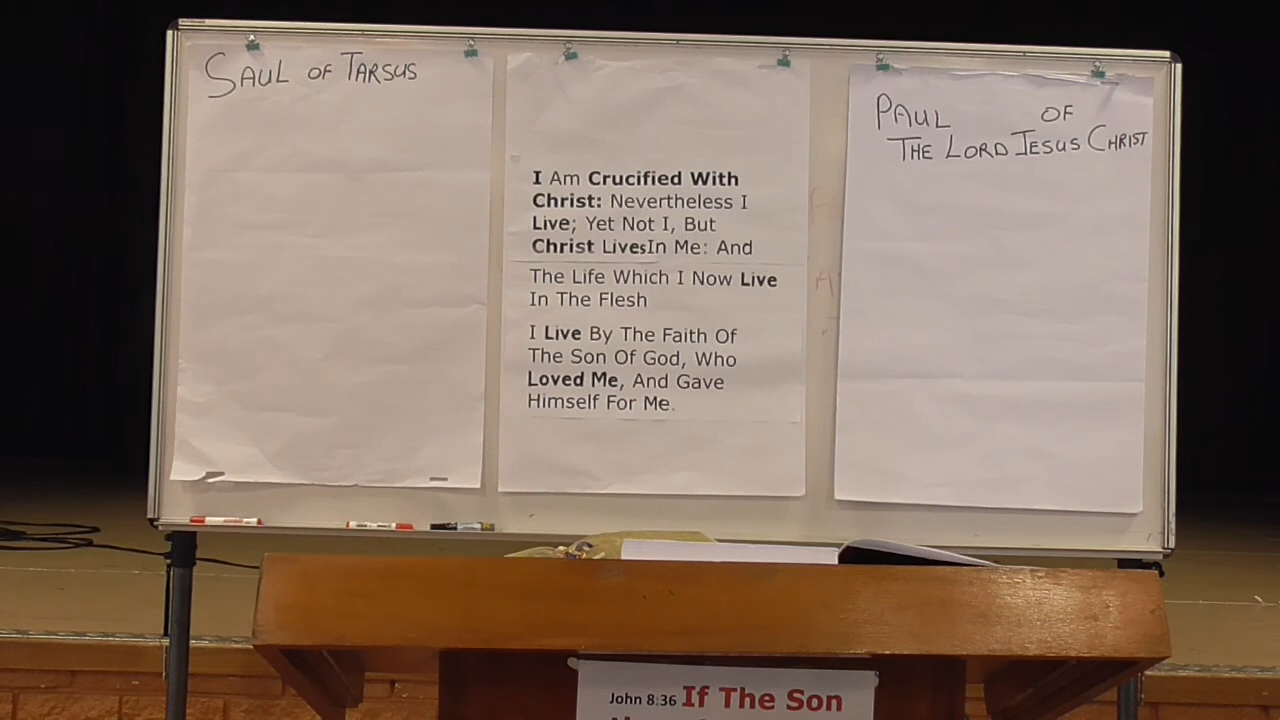 SAUL OF TARSUS
I Am Crucified With
Christ: Nevertheless I
Live; Yet Not I, But
Christ LivesIn Me: And
The Life Which I Now Live
In The Flesh
I Live By The Faith Of
The Son Of God, Who
Loved Me, And Gave
Himself For Me.
PAUL OF
THE LORD JESUS CHRIST
John 8:36 If The Son